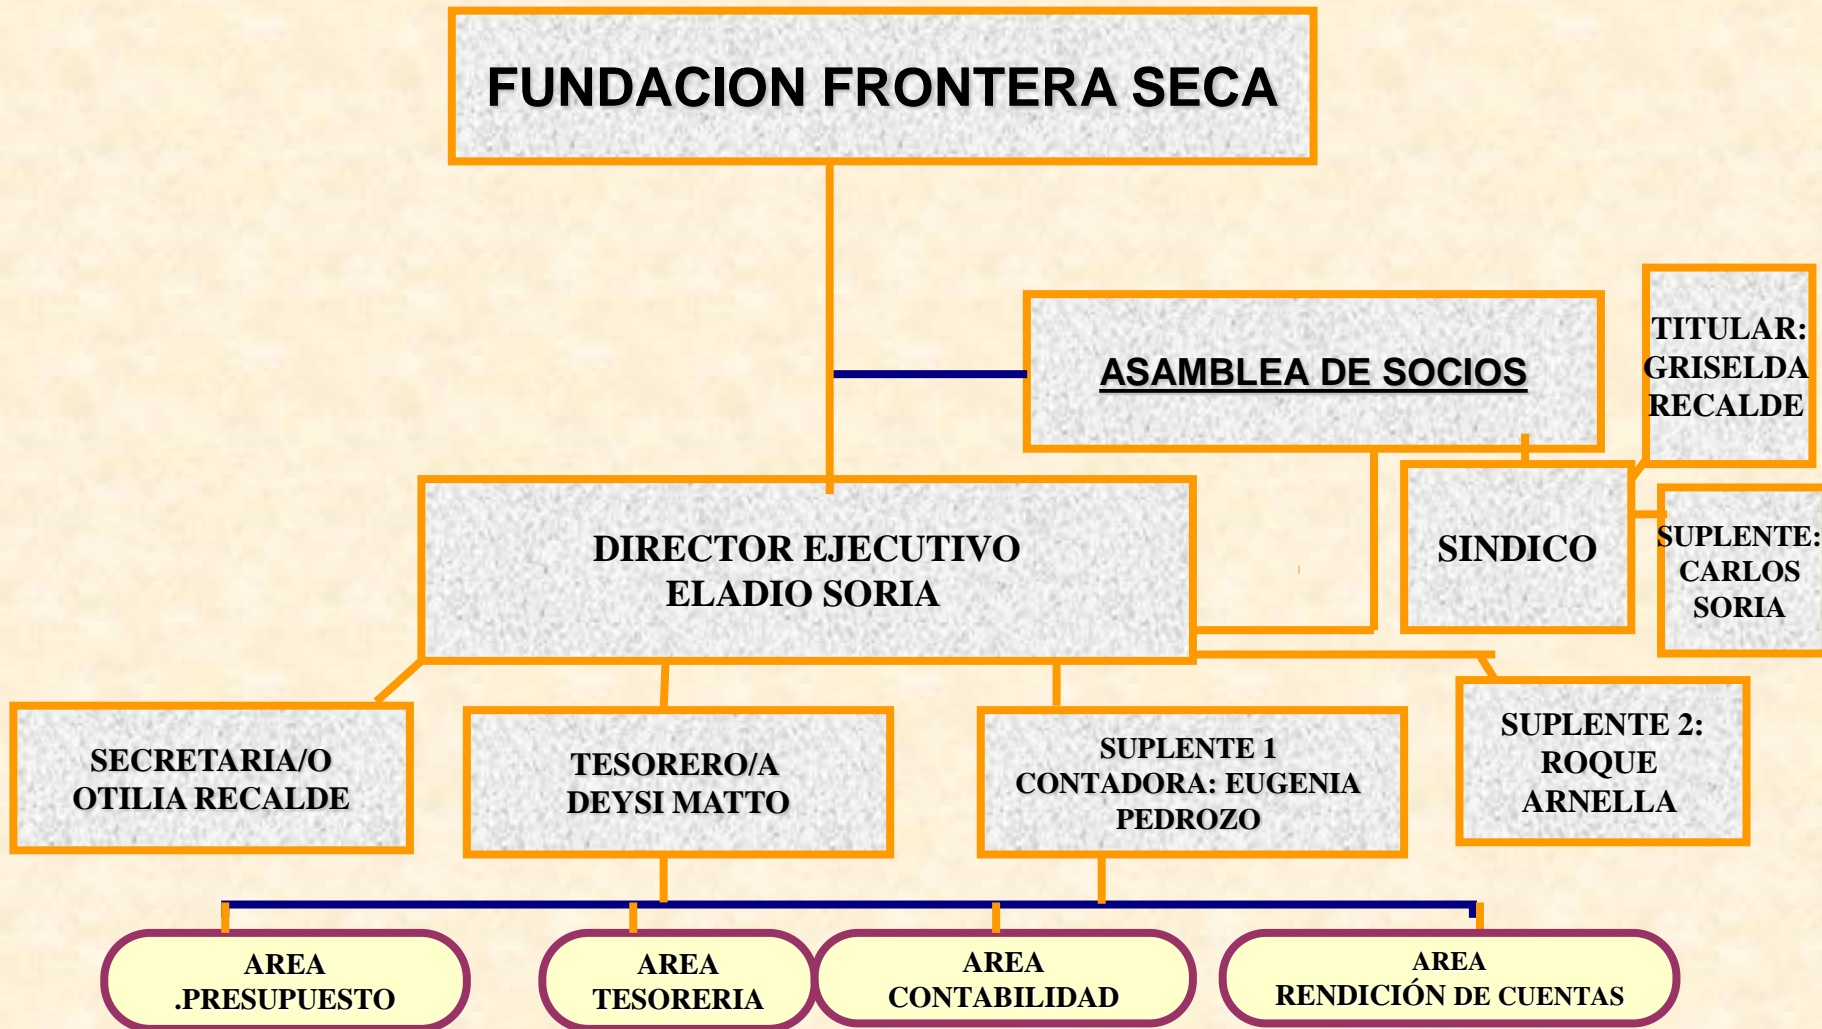 FUNDACION FRONTERA SECA
ASAMBLEA DE SOCIOS
TITULAR:
GRISELDA
RECALDE
DIRECTOR EJECUTIVO
ELADIO SORIA
SINDICO
SUPLENTE:
CARLOS
SORIA
SECRETARIA/O
OTILIA RECALDE
TESORERO/A
DEYSI MATTO
SUPLENTE 1
CONTADORA: EUGENIA
PEDROZO
SUPLENTE 2:
ROQUE
ARNELLA
AREA
.PRESUPUESTO
AREA
TESORERIA
AREA
CONTABILIDAD
AREA
RENDICIÓN DE CUENTAS